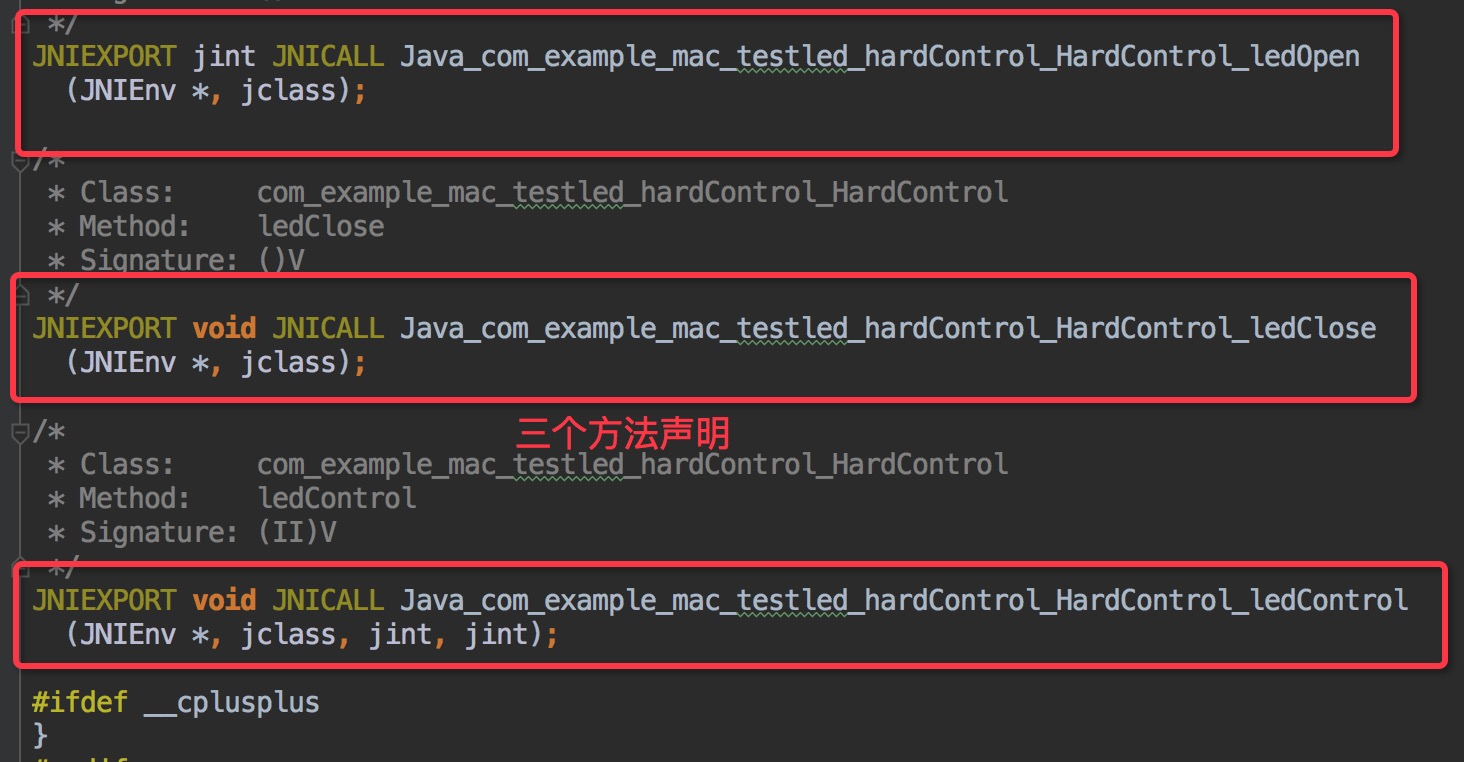 */
JNIEXPORT jint JNICALL Java_com_example_mac_testled_hardControl_HardControl_ledOpen
(JNIEnv *, jclass);
/*
* Class: com_example_mac_testled_hardControl_HardControl
* Method: ledClose
* Signature: ()V
*/
JNIEXPORT void JNICALL Java_com_example_mac_testled_hardControl_HardControl_ledClose
(JNIEnv *, jclass);
三个方法声明
/*
* Class: com_example_mac_testled_hardControl_HardControl
* Method: ledControl
* Signature: (II)V
*/
JNIEXPORT void JNICALL Java_com_example_mac_testled_hardControl_HardControl_ledControl
(JNIEnv *, jclass, jint, jint);
#ifdef __cplusplus
}